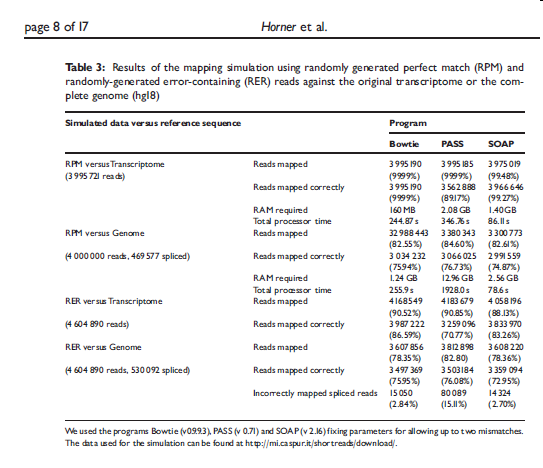 page 8 of 17 Horner et al.
Table 3: Results of the mapping simulation using randomly generated perfect match (RPM) and
randomly-generated error-containing (RER) reads against the original transcriptome or the com-
plete genome (hg18)
Simulated data versus reference sequence Program
Bowtie PASS SOAP
RPM versus Transcriptome Reads mapped 3 995 190 3 995 185 3 975 019
(3 995 721 reads) (99.99%) (99.99%) (99.48%)
Reads mapped correctly 3 995 190 3 562 888 3 966 646
(99.99%) (89.17%) (99.27%)
RAM required 160 MB 2.08 GB 1.40 GB
Total processor time 244.87 s 346.76 s 86.11 s
RPM versus Genome Reads mapped 32 988 443 3 380 343 3 300 773
(82.55%) (84.60%) (82.61%)
(4 000 000 reads, 469 577 spliced) Reads mapped correctly 3 034 232 3 066 025 2 991 559
(75.94%) (76.73%) (74.87%)
RAM required 1.24 GB 12.96 GB 2.56 GB
Total processor time 255.9 s 1928.0 s 78.6 s
RER versus Transcriptome Reads mapped 4 168 549 4 183 679 4 058 196
(90.52%) (90.85%) (88.13%)
(4 604 890 reads) Reads mapped correctly 3 987 222 3 259 096 3 833 970
(86.59%) (70.77%) (83.26%)
RER versus Genome Reads mapped 3 607 856 3 812 898 3 608 220
(78.35%) (82.80) (78.36%)
(4 604 890 reads, 530 092 spliced) Reads mapped correctly 3 497 369 3 503 184 3 359 094
(75.95%) (76.08%) (72.95%)
Incorrectly mapped spliced reads 15 050 80 089 14 324
(2.84%) (15.11%) (2.70%)
We used the programs Bowtie (v0.9.9.3), PASS (v 0.71) and SOAP (v 2.16) fixing parameters for allowing up to two mismatches.
The data used for the simulation can be found at http://mi.caspur.it/shortreads/download/.